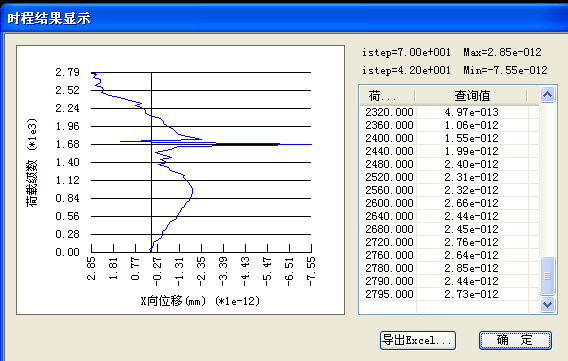 时程结果显示
istep=7.00e+001 Max=2.85e-012
istep=4.20e+001 Min=-7.55e-012
荷... 查询值
2320.000 4.97e-013
2360.000 1.06e-012
2400.000 1.55e-012
2440.000 1.99e-012
2480.000 2.40e-012
2520.000 2.31e-012
2560.000 2.32e-012
2600.000 2.66e-012
2640.000 2.44e-012
2680.000 2.45e-012
2720.000 2.76e-012
2760.000 2.64e-012
2780.000 2.85e-012
2790.000 2.44e-012
2795.000 2.73e-012
荷载级数 (*1e3)
2.79
2.52
2.24
1.96
1.68
1.40
1.12
0.84
0.56
0.28
0.00
2.85 1.81 0.77 -0.27 -1.31 -2.35 -3.39 -4.43 -5.47 -6.51 -7.55
X向位移(mm) (*1e-12)
导出Excel...
确 定